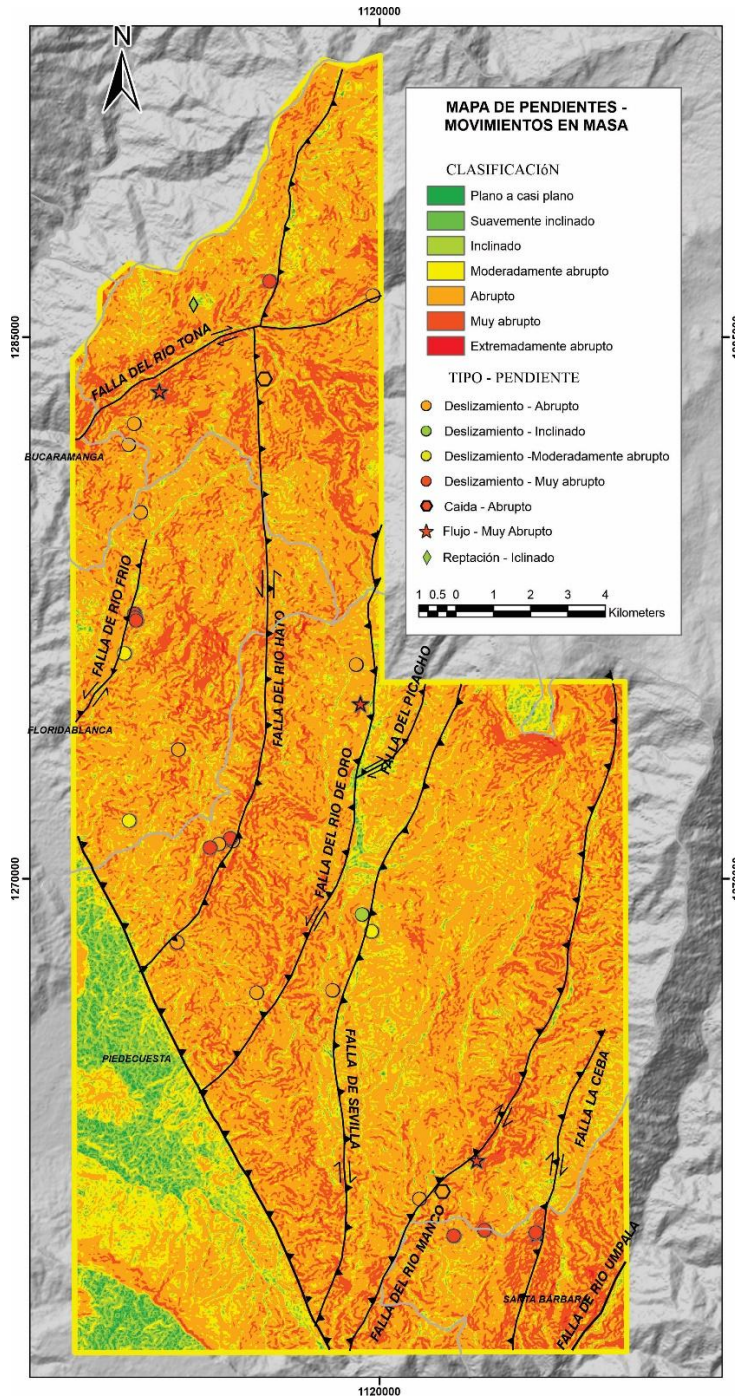 1120000
N
MAPA DE PENDIENTES -
MOVIMIENTOS EN MASA
CLASIFICACIóN
Plano a casi plano
Suavemente inclinado
Inclinado
Moderadamente abrupto
Abrupto
Muy abrupto
Extremadamente abrupto
TIPO - PENDIENTE
Deslizamiento - Abrupto
Deslizamiento - Inclinado
Deslizamiento -Moderadamente abrupto
Deslizamiento - Muy abrupto
Caida - Abrupto
Flujo - Muy Abrupto
Reptación - Iclinado
1 0.5 0 1 2 3 4
Kilometers
1285000
1285000
FALLA DEL RIO TONA
BUCARAMANGA
FALLA DE RIO FRIO
FALLA DEL RIO HATO
FLORIDABLANCA
FALLA DEL PICACHO
FALLA DEL RIO DE ORO
1270000
1270000
PIEDECUESTA
FALLA DE SEVILLA
FALLA LA CEBA
FALLA DEL RIO MANCO
SANTA BARBARA
FALLA DE RIO UMPALA
1120000